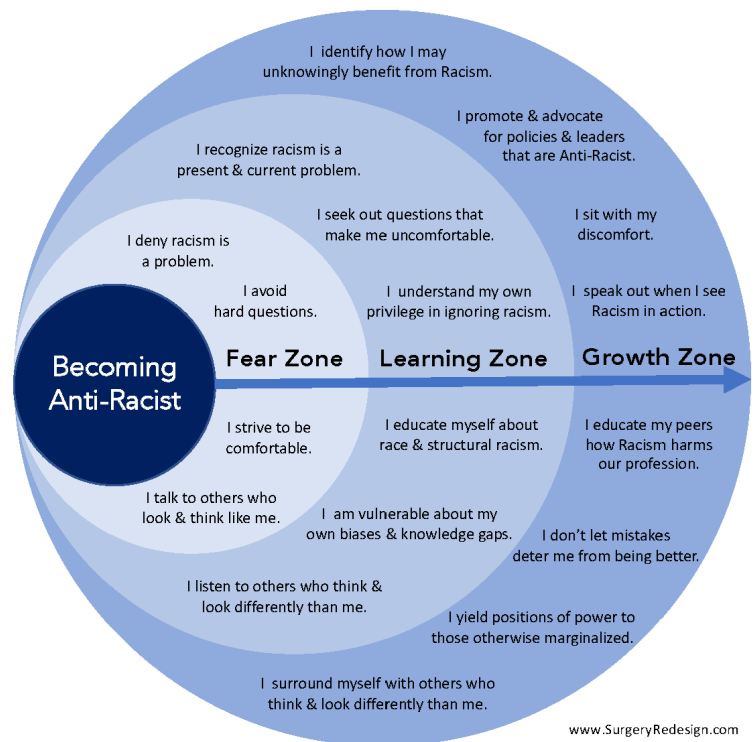 I identify how I may
unknowingly benefit from Racism.
I promote & advocate
for policies & leaders
that are Anti-Racist.
I recognize racism is a
present & current problem.
I seek out questions that
make me uncomfortable.
I sit with my
discomfort.
I deny racism is
a problem.
I avoid
hard questions.
I understand my own
privilege in ignoring racism.
I speak out when I see
Racism in action.
Becoming
Anti-Racist
Fear Zone
Learning Zone
Growth Zone
I strive to be
comfortable.
I educate myself about
race & structural racism.
I educate my peers
how Racism harms
our profession.
I talk to others who
look & think like me.
I am vulnerable about my
own biases & knowledge gaps.
I don’t let mistakes
deter me from being better.
I listen to others who think &
look differently than me.
I yield positions of power to
those otherwise marginalized.
I surround myself with others who
think & look differently than me.
www.SurgeryRedesign.com